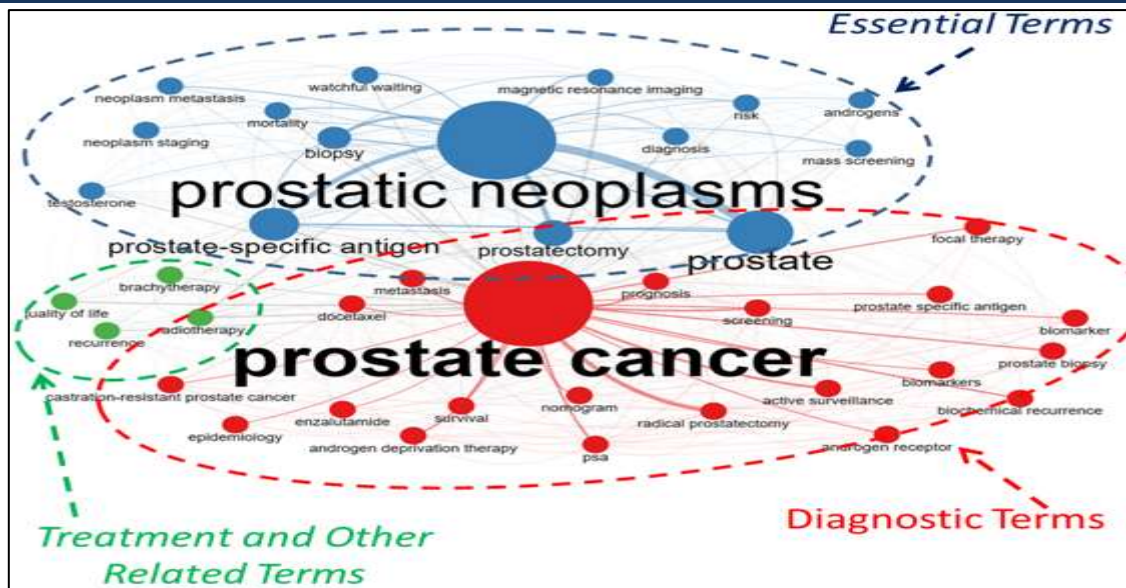 Essential Terms
watchful waiting
magnetic resonance imaging
neoplasm metastasis
androgens
mortality
risk
neoplasm staging
biopsy
diagnosis
mass screening
prostatic neoplasms
testosterone
prostate-specific antigen
prostatectomy
prostate
focal therapy
brachytherapy
metastasis
prognosis
quality of life
docetaxel
prostate specific antigen
adiotherapy
screening
biomarker
recurrence
prostate cancer
prostate biopsy
castration-resistant prostate cancer
biomarkers
active surveillance
nomogram
biochemical recurrence
enzalutamide
survival
radical prostatectomy
epidemiology
androgen deprivation therapy
psa
androgen receptor
Diagnostic Terms
Treatment and Other
Related Terms